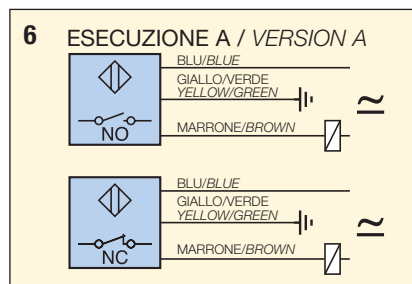 6 ESECUZIONE A / VERSION A
BLU/BLUE
GIALLO/VERDE
YELLOW/GREEN
NO
MARRONE/BROWN
BLU/BLUE
GIALLO/VERDE
YELLOW/GREEN
NC
MARRONE/BROWN